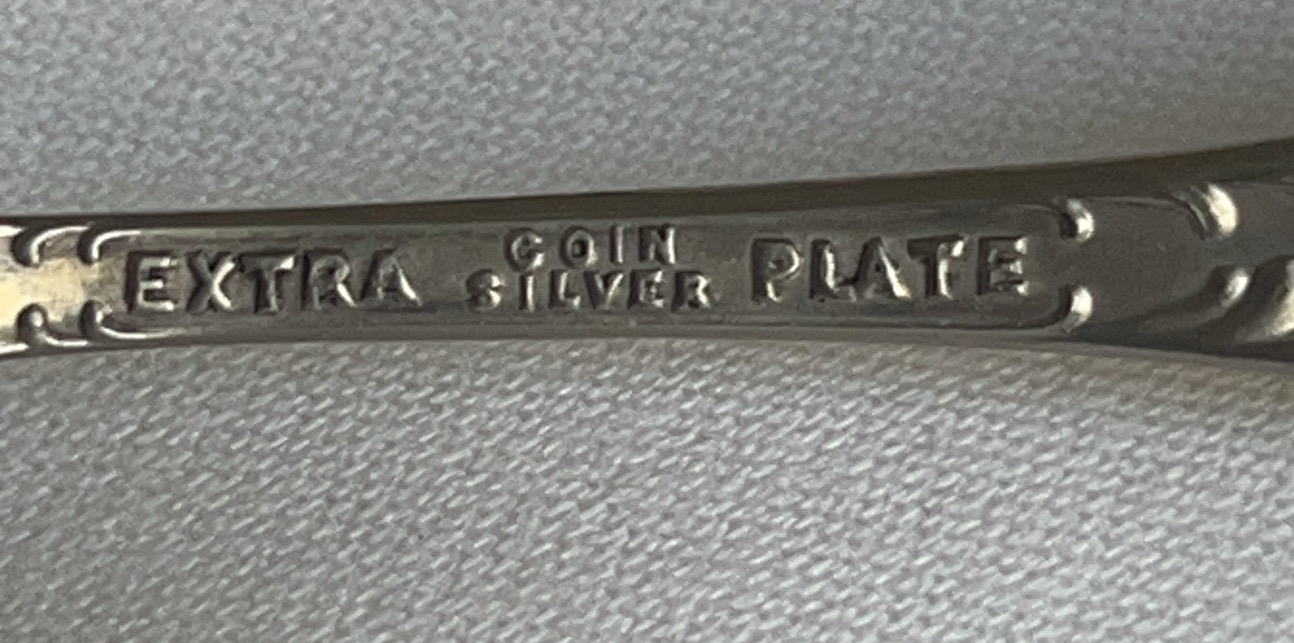 EXTRA COIN SILVER PLATE